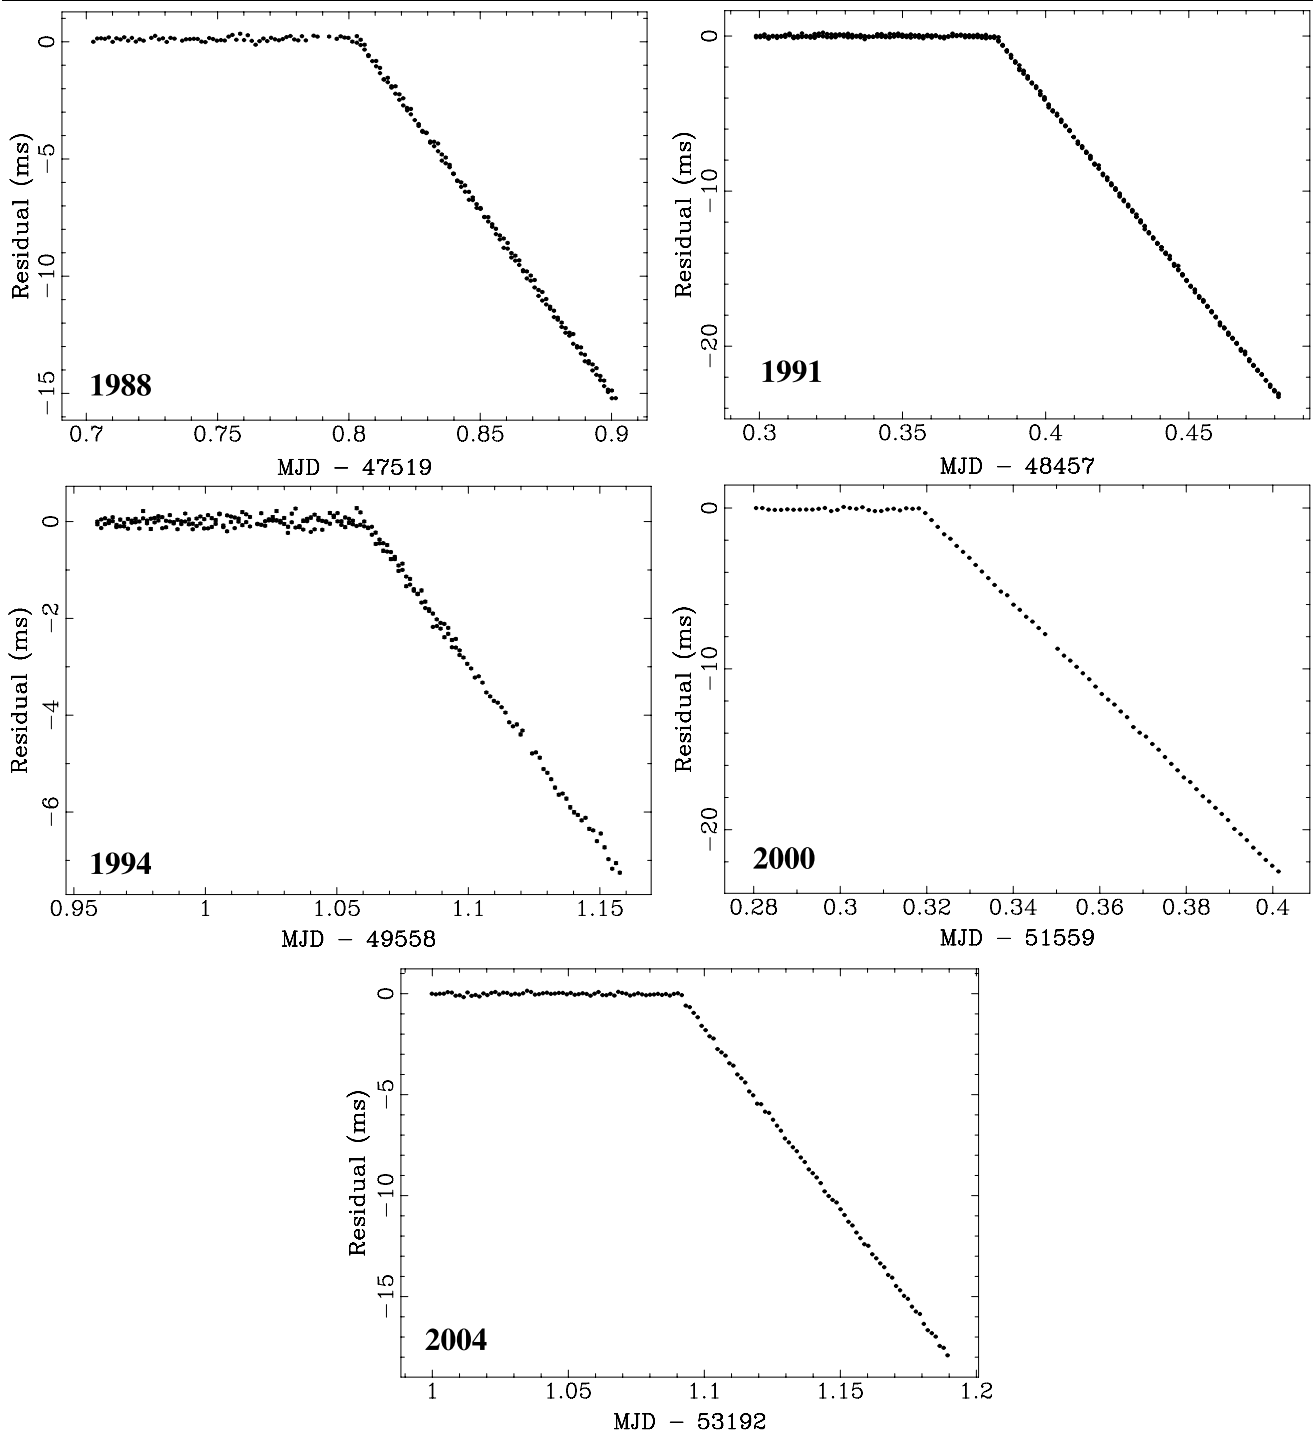 0
-5
-10
-15
Residual (ms)
1988
0.7 0.75 0.8 0.85 0.9
MJD - 47519
0
-10
-20
Residual (ms)
1991
0.3 0.35 0.4 0.45
MJD - 48457
0
-2
-4
-6
Residual (ms)
1994
0.95 1 1.05 1.1 1.15
MJD - 49558
0
-10
-20
Residual (ms)
2000
0.28 0.3 0.32 0.34 0.36 0.38 0.4
MJD - 51559
0
-5
-10
-15
Residual (ms)
2004
1 1.05 1.1 1.15 1.2
MJD - 53192